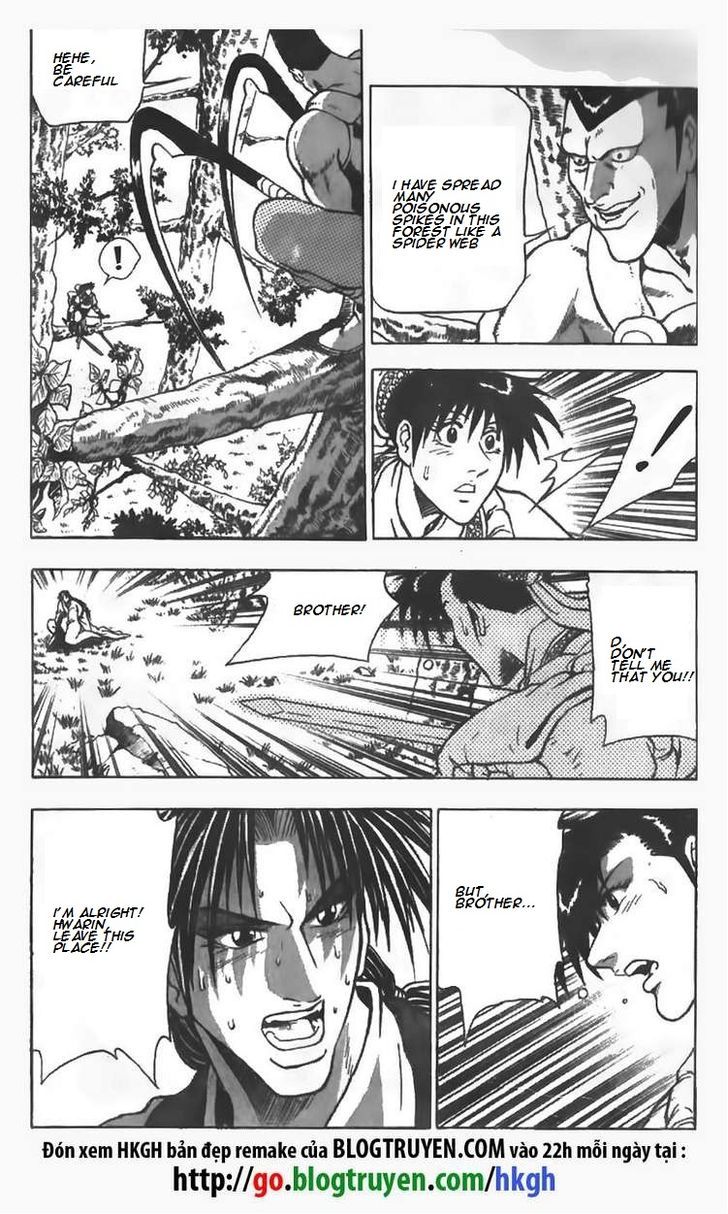 HEHE,
BE
CAREFUL
I HAVE SPREAD
MANY
POISONOUS
SPIKES IN THIS
FOREST LIKE A
SPIDER WEB
!
!
BROTHER!
D,
DON'T
TELL ME
THAT YOU!!
I'M ALRIGHT!
HWARIN,
LEAVE THIS
PLACE!!
BUT,
BROTHER...
Đón xem HKGH bản đẹp remake của BLOGTRUYEN.COM vào 22h mỗi ngày tại :
http://go.blogtruyen.com/hkgh